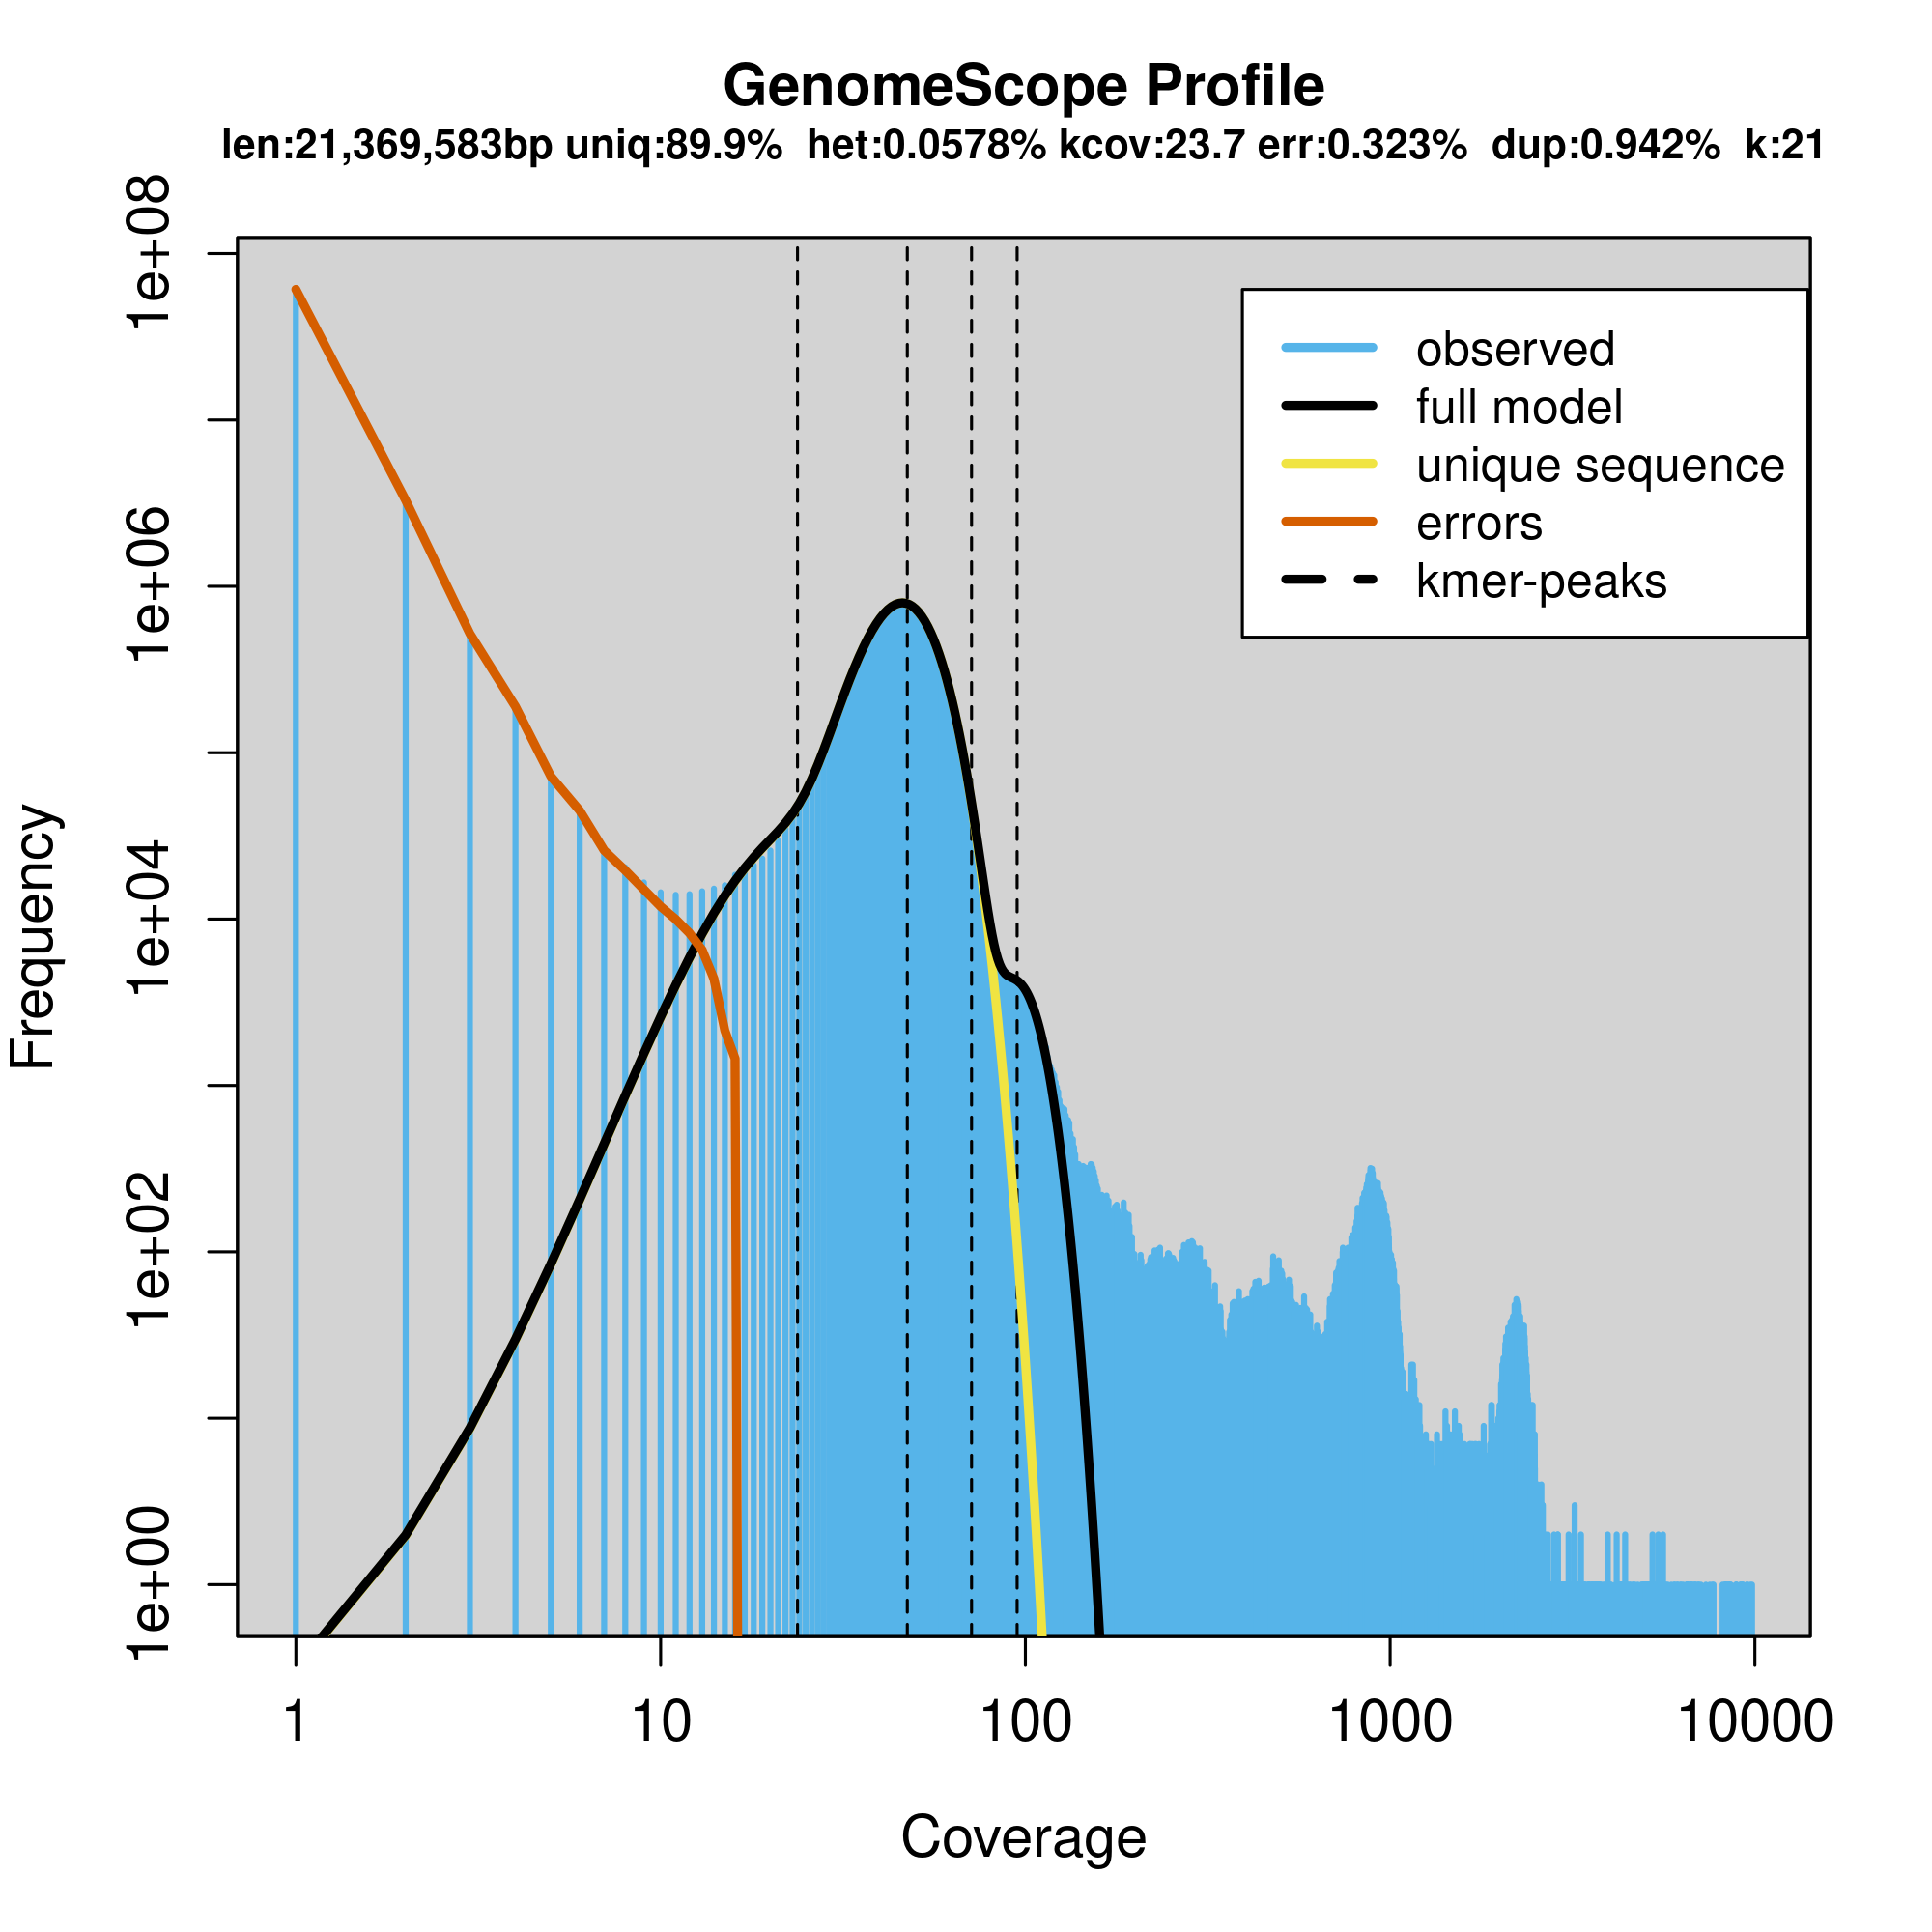 GenomeScope Profile
len:21,369,583bp uniq:89.9% het:0.0578% kcov:23.7 err:0.323% dup:0.942% k:21
1e+08
1e+06
1e+04
1e+02
1e+00
Frequency
observed
full model
unique sequence
errors
kmer-peaks
1
10
100
1000
10000
Coverage